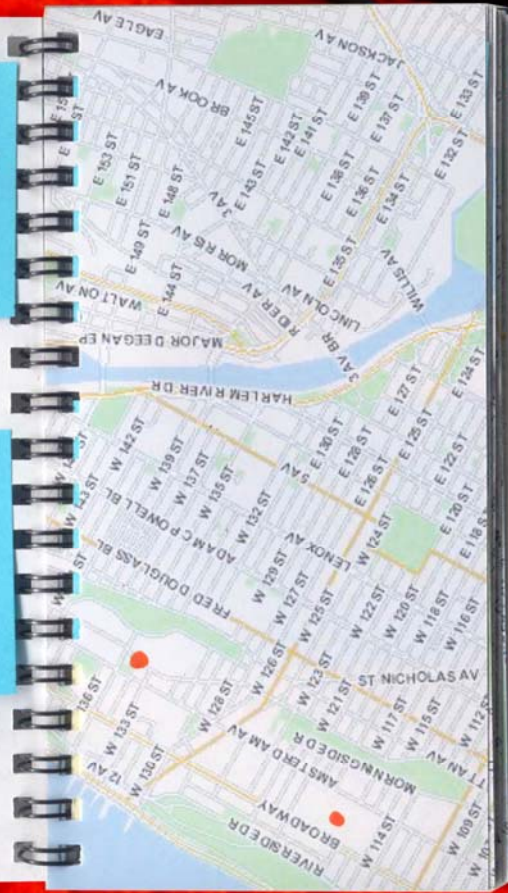 EAGLE AV
JACKSON AV
BROOK AV
E 145 ST
E 142 ST
E 141 ST
E 139 ST
E 137 ST
E 133 ST
E 132 ST
E 153 ST
E 151 ST
E 148 ST
3 AV
E 143 ST
E 138 ST
E 136 ST
E 134 ST
E 149 ST
MORRIS AV
E 144 ST
E 135 ST
WILLIS AV
WALTON AV
RIDER AV
LINCOLN AV
MAJOR DEEGAN EP
3 AV BR
HARLEM RIVER DR
E 127 ST
E 124 ST
E 125 ST
W 142 ST
W 139 ST
W 137 ST
W 135 ST
5 AV
E 130 ST
E 128 ST
E 126 ST
E 122 ST
E 120 ST
W 143 ST
ADAM C POWELL BL
W 132 ST
LENOX AV
W 124 ST
E 118 ST
FRED DOUGLASS BL
W 129 ST
W 127 ST
W 125 ST
W 122 ST
W 120 ST
W 118 ST
W 116 ST
W 126 ST
W 123 ST
ST NICHOLAS AV
136 ST
W 133 ST
W 128 ST
W 121 ST
W 117 ST
W 115 ST
W 112 ST
12 AV
W 130 ST
AMSTERDAM AV
MORNINGSIDE DR
TTAN AV
BROADWAY
RIVERSIDE DR
W 114 ST
W 109 ST